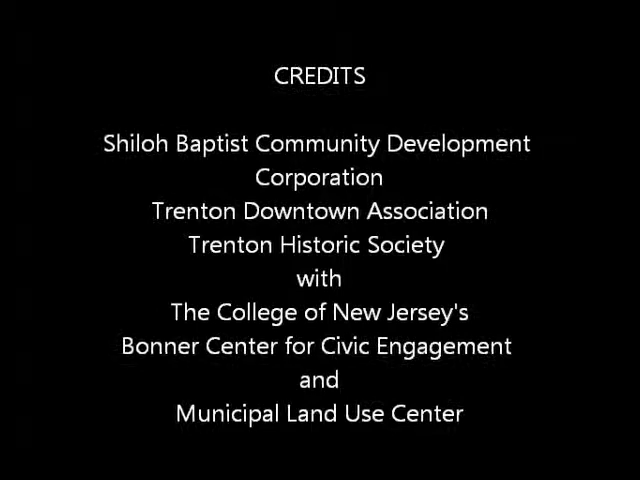 CREDITS
Shiloh Baptist Community Development
Corporation
Trenton Downtown Association
Trenton Historic Society
with
The College of New Jersey's
Bonner Center for Civic Engagement
and
Municipal Land Use Center